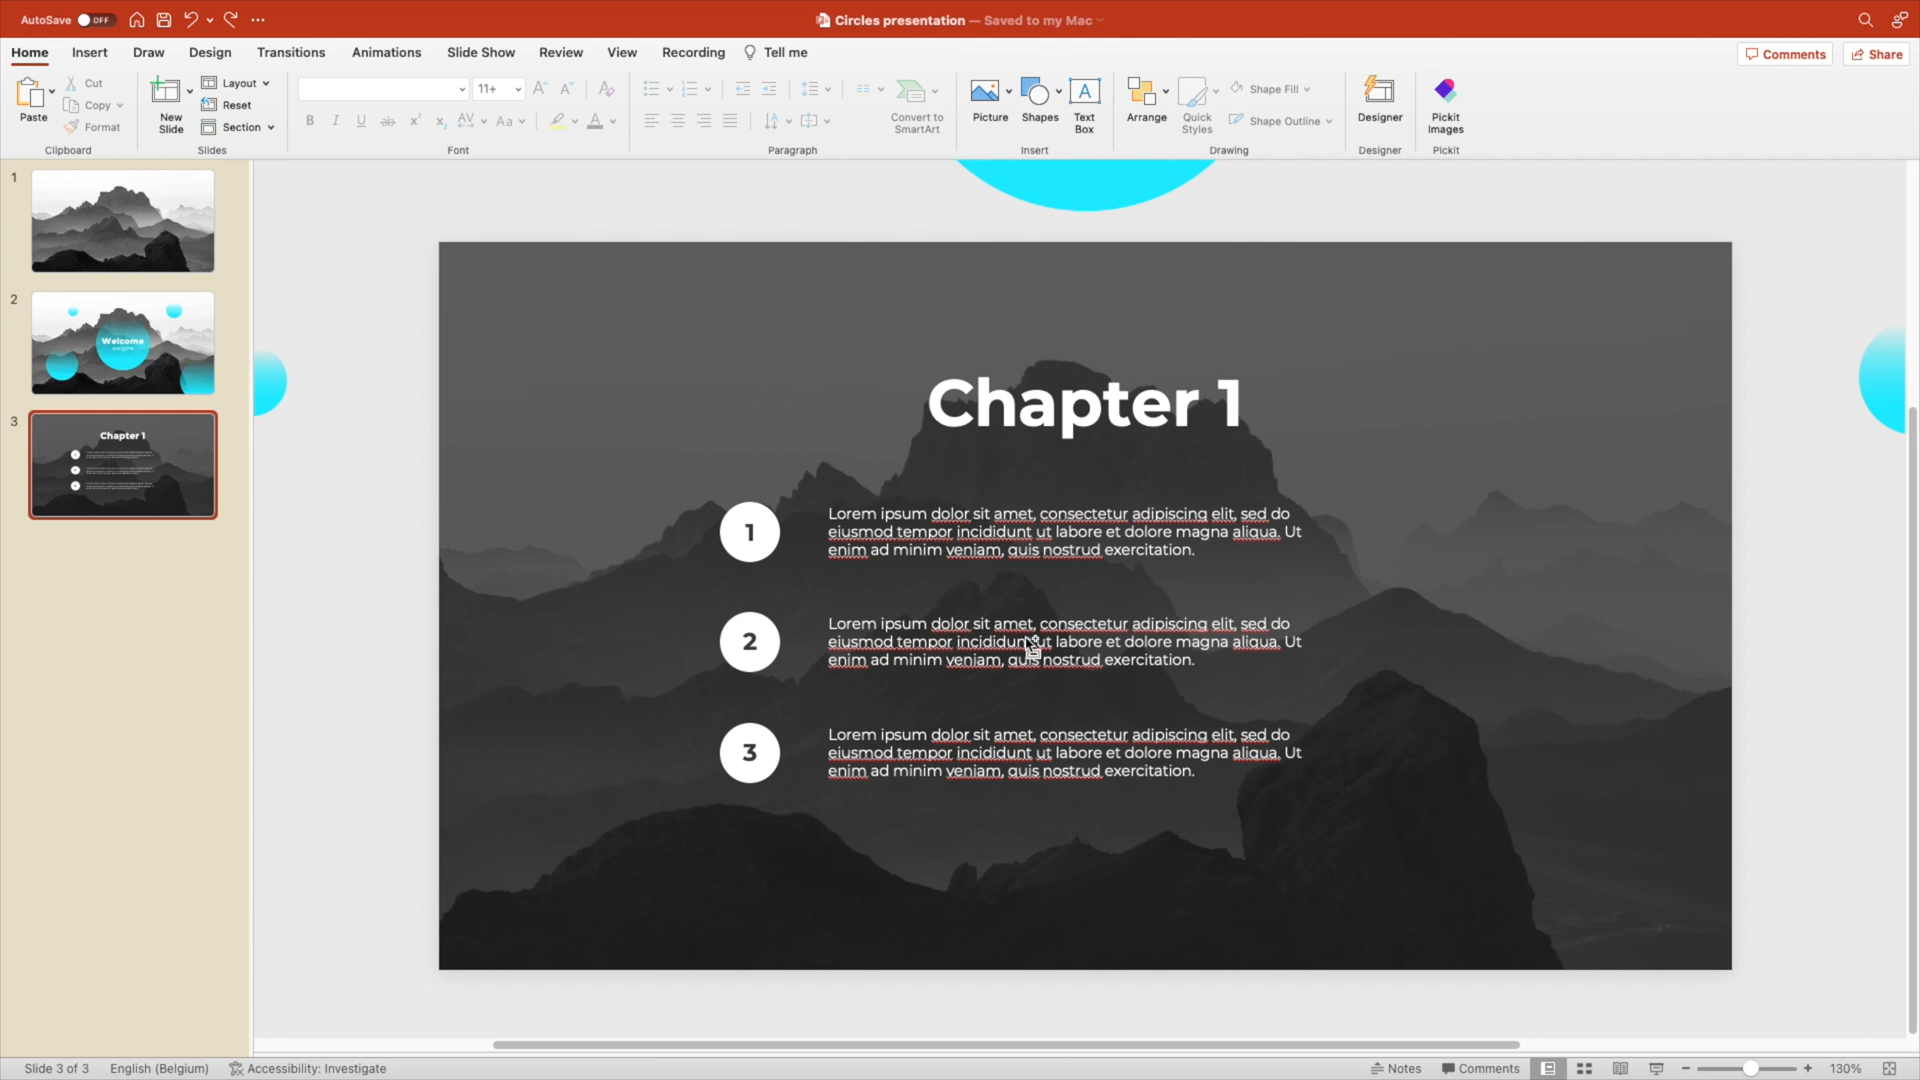 AutoSave OFF
Circles presentation — Saved to my Mac
Home Insert Draw Design Transitions Animations Slide Show Review View Recording Tell me
Comments Share
Paste
Cut
Copy
Format
Clipboard
New
Slide
Layout
Reset
Section
Slides
11+
Font
Paragraph
Convert to
SmartArt
Picture
Shapes
Text
Box
Insert
Arrange
Quick
Styles
Shape Fill
Shape Outline
Drawing
Designer
Designer
Pickit
Images
Pickit
1
2
Welcome
3
Chapter 1
Chapter 1
1
Lorem ipsum dolor sit amet, consectetur adipiscing elit, sed do
eiusmod tempor incididunt ut labore et dolore magna aliqua. Ut
enim ad minim veniam, quis nostrud exercitation.
2
Lorem ipsum dolor sit amet, consectetur adipiscing elit, sed do
eiusmod tempor incididunt ut labore et dolore magna aliqua. Ut
enim ad minim veniam, quis nostrud exercitation.
3
Lorem ipsum dolor sit amet, consectetur adipiscing elit, sed do
eiusmod tempor incididunt ut labore et dolore magna aliqua. Ut
enim ad minim veniam, quis nostrud exercitation.
Slide 3 of 3 English (Belgium) Accessibility: Investigate
Notes Comments 130%